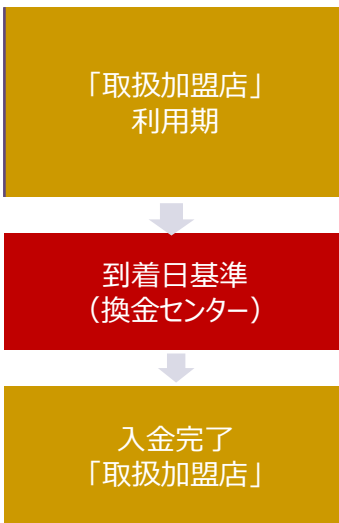 「取扱加盟店」
利用期
到着日基準
（換金センター）
入金完了
「取扱加盟店」